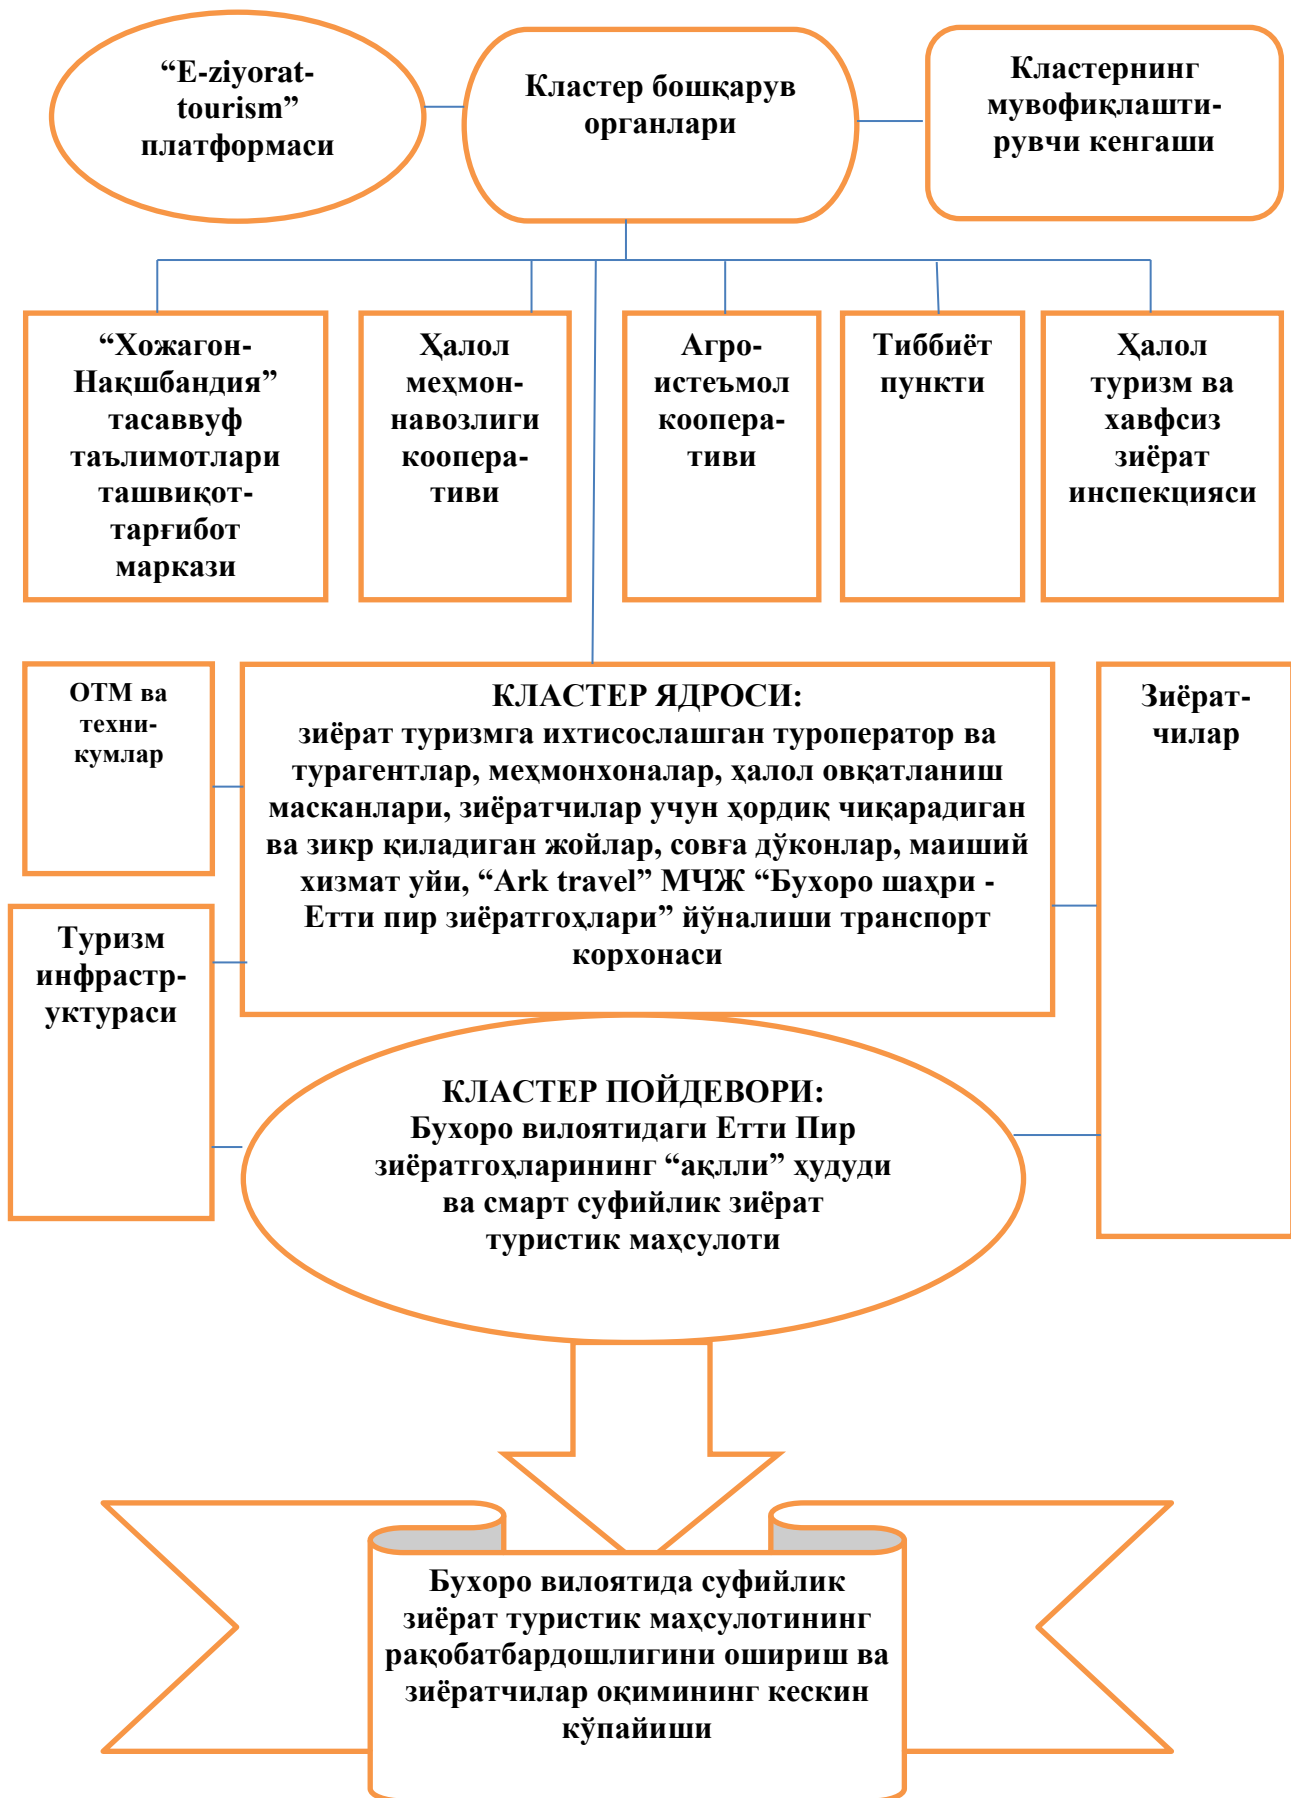 “E-ziyorat-
tourism”
платформаси
Кластер бошқарув
органлари
Кластернинг
мувофиқлашти-
рувчи кенгаши
“Хожагон-
Нақшбандия”
тасаввуф
таълимотлари
ташвиқот-
тарғибот
маркази
Ҳалол
меҳмон-
навозлиги
коопера-
тиви
Агро-
истеъмол
коопера-
тиви
Тиббиёт
пункти
Ҳалол
туризм ва
хавфсиз
зиёрат
инспекцияси
ОТМ ва
техни-
кумлар
КЛАСТЕР ЯДРОСИ:
зиёрат туризмга ихтисослашган туроператор ва
турагентлар, меҳмонхоналар, ҳалол овқатланиш
масканлари, зиёратчилар учун ҳордиқ чиқарадиган
ва зикр қиладиган жойлар, совға дўконлар, маиший
хизмат уйи, “Ark travel” МЧЖ “Бухоро шаҳри -
Етти пир зиёратгоҳлари” йўналиши транспорт
корхонаси
Зиёрат-
чилар
Туризм
инфрастр-
уктураси
КЛАСТЕР ПОЙДЕВОРИ:
Бухоро вилоятидаги Етти Пир
зиёратгоҳларининг “ақлли” ҳудуди
ва смарт суфийлик зиёрат
туристик маҳсулоти
Бухоро вилоятида суфийлик
зиёрат туристик маҳсулотининг
рақобатбардошлигини ошириш ва
зиёратчилар оқимининг кескин
кўпайиши